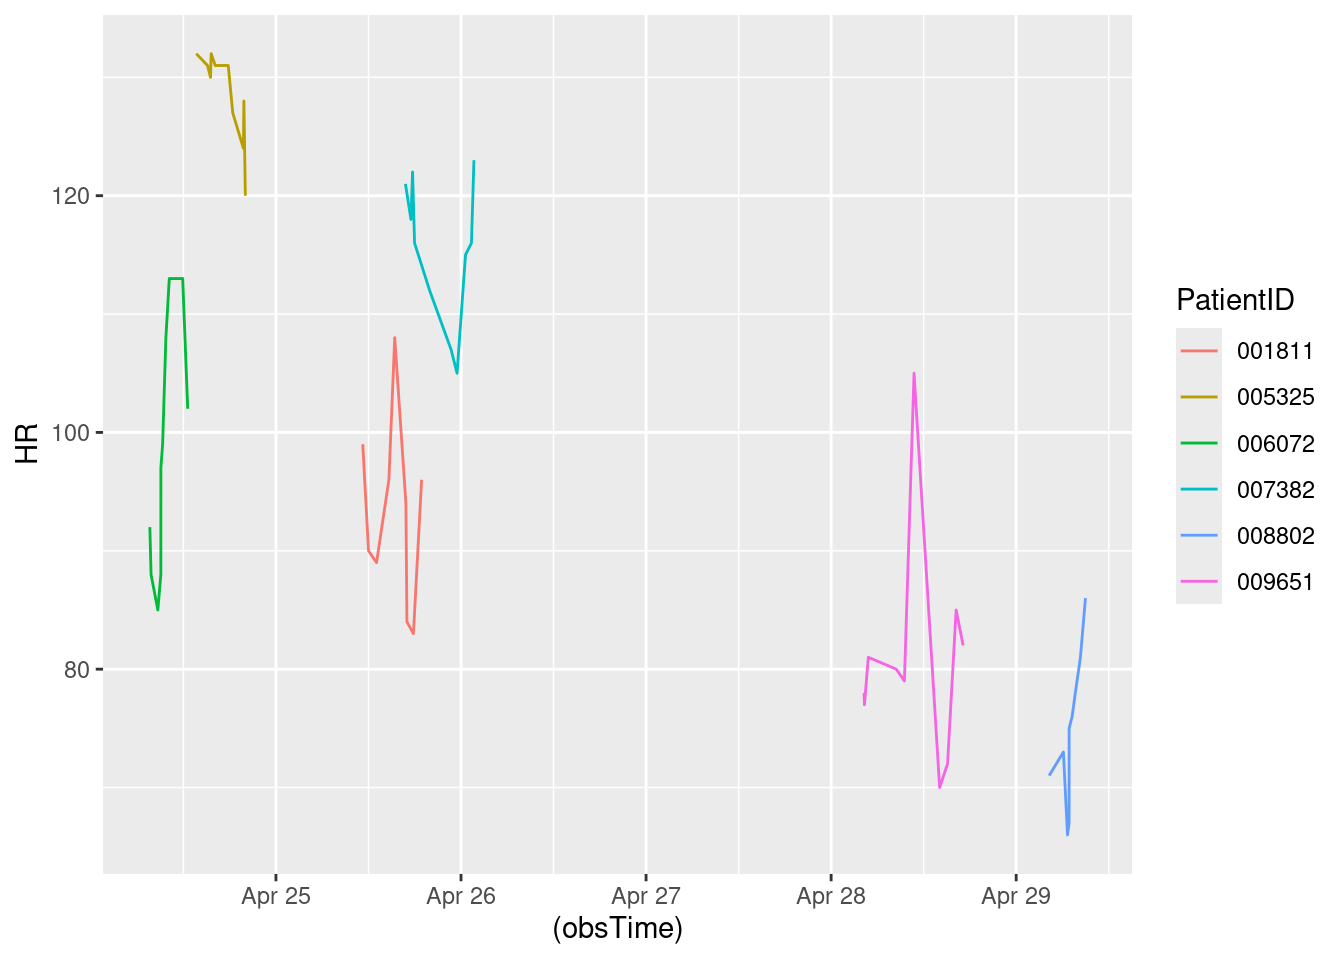 HR
120
100
80
Apr 25
Apr 26
Apr 27
Apr 28
Apr 29
(obsTime)
PatientID
001811
005325
006072
007382
008802
009651